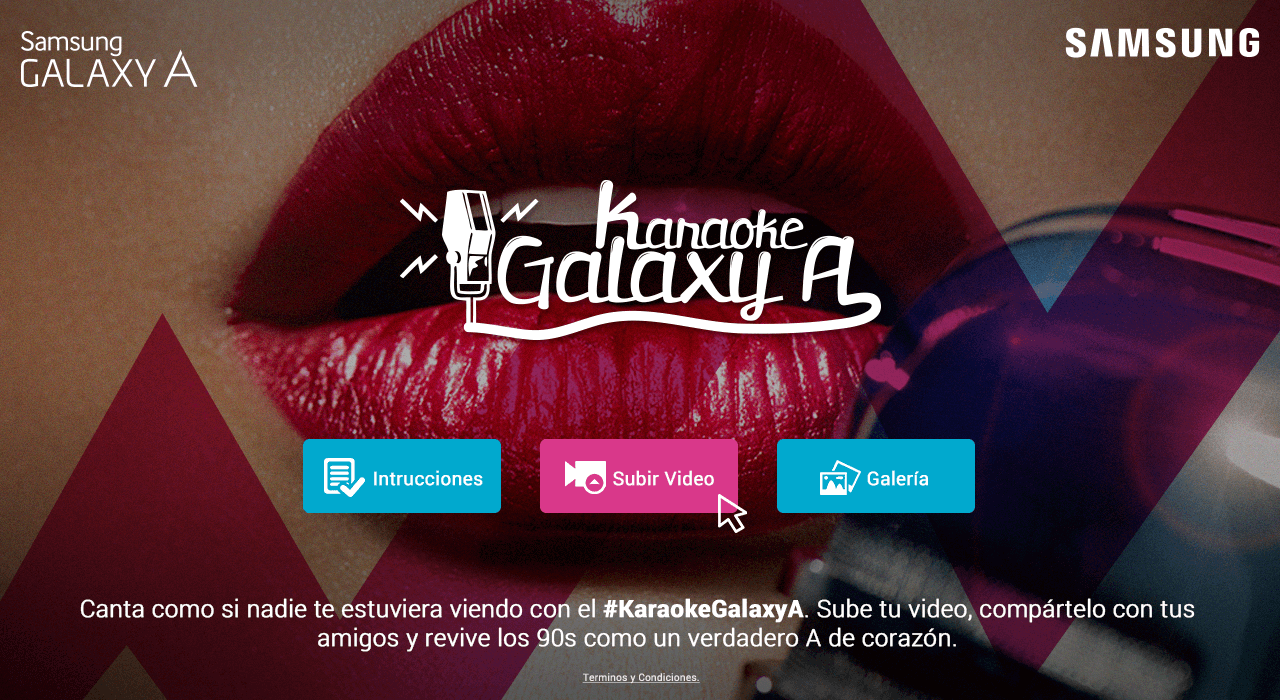 Samsung
GALAXY A
SAMSUNG
Karaoke
Galaxy A
Intrucciones
Subir Video
Galería
Canta como si nadie te estuviera viendo con el #KaraokeGalaxyA. Sube tu video, compártelo con tus
amigos y revive los 90s como un verdadero A de corazón.
Terminos y Condiciones.